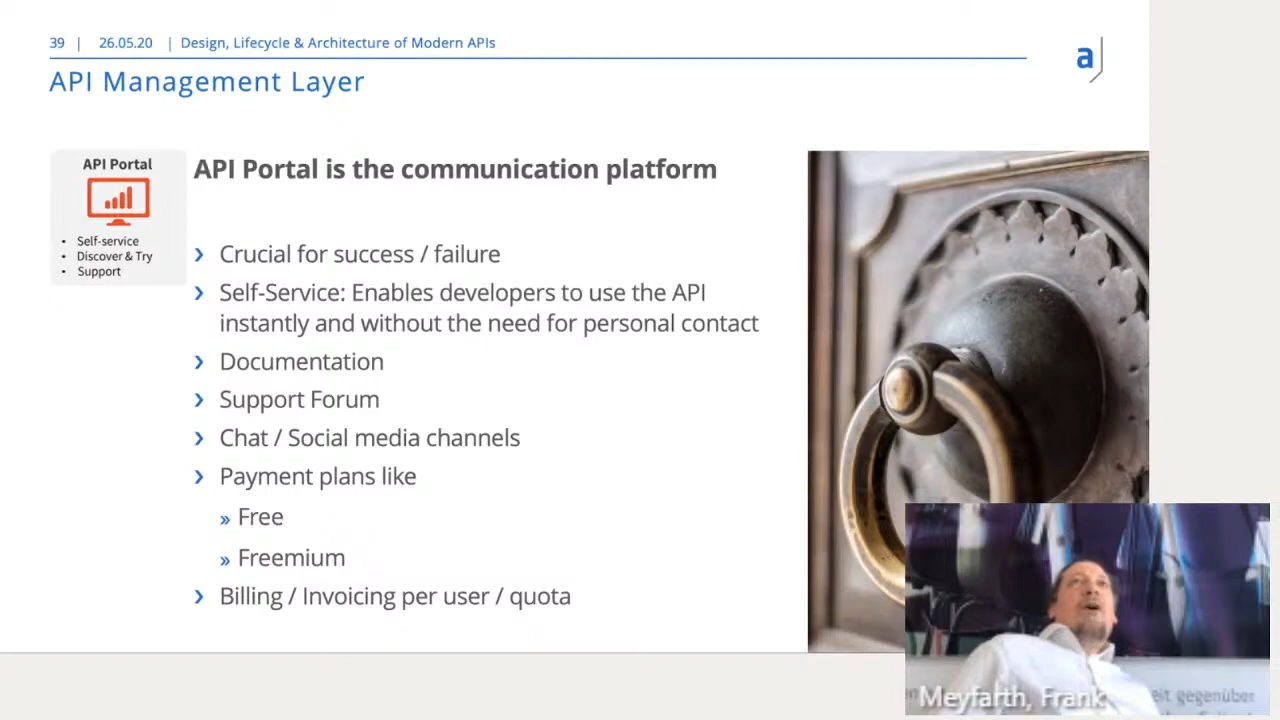 39 | 26.05.20 | Design, Lifecycle & Architecture of Modern APIs
a
API Management Layer
API Portal
• Self-service
• Discover & Try
• Support
API Portal is the communication platform
› Crucial for success / failure
› Self-Service: Enables developers to use the API
instantly and without the need for personal contact
› Documentation
› Support Forum
› Chat / Social media channels
› Payment plans like
» Free
» Freemium
› Billing / Invoicing per user / quota
Meyfarth, Frank
gegenüber